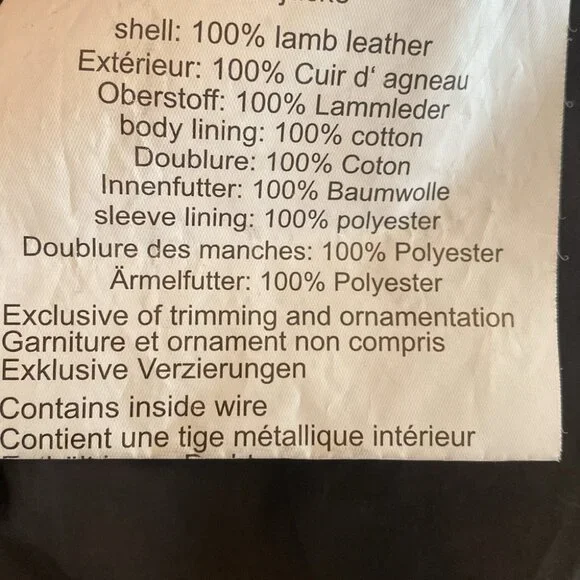 shell: 100% lamb leather
Extérieur: 100% Cuir d‘ agneau
Oberstoff: 100% Lammleder
body lining: 100% cotton
Doublure: 100% Coton
Innenfutter: 100% Baumwolle
sleeve lining: 100% polyester
Doublure des manches: 100% Polyester
Ärmelfutter: 100% Polyester
Exclusive of trimming and ornamentation
Garniture et ornament non compris
Exklusive Verzierungen
Contains inside wire
Contient une tige métallique intérieur